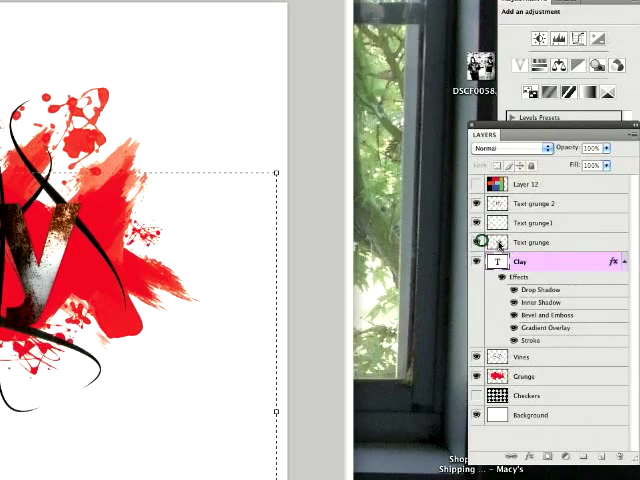 Add an adjustment
DSCF0058.
Levels Presets
LAYERS
Normal
Opacity: 100%
Lock:
Fill: 100%
Layer 12
Text grunge 2
Text grunge1
Text grunge
T
Clay
fx
Effects
Drop Shadow
Inner Shadow
Bevel and Emboss
Gradient Overlay
Stroke
Vines
Grunge
Checkers
Background
fx
Shop
Shipping ... - Macy's